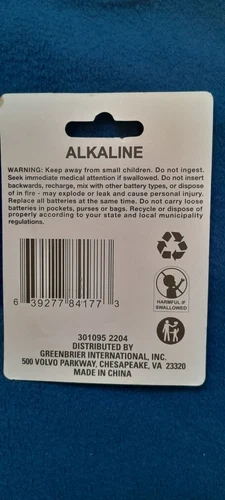 ALKALINE
WARNING: Keep away from small children. Do not ingest.
Seek immediate medical attention if swallowed. Do not insert
backwards, recharge, mix with other battery types, or dispose
of in fire - may explode or leak and cause personal injury.
Replace all batteries at the same time. Do not carry loose
batteries in pockets, purses or bags. Recycle or dispose of
properly according to your state and local municipality
regulations.
HARMFUL IF
SWALLOWED
6 39277 84177 3
301095 2204
DISTRIBUTED BY
GREENBRIER INTERNATIONAL, INC.
500 VOLVO PARKWAY, CHESAPEAKE, VA 23320
MADE IN CHINA